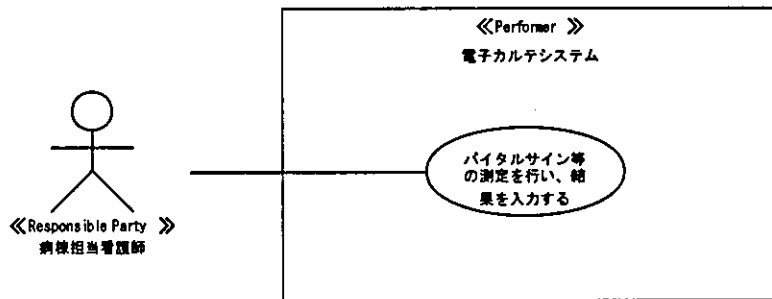 ≪Performer ≫
電子カルテシステム
バイタルサイン等
の測定を行い、結
果を入力する
≪Responsible Party ≫
病棟担当看護師